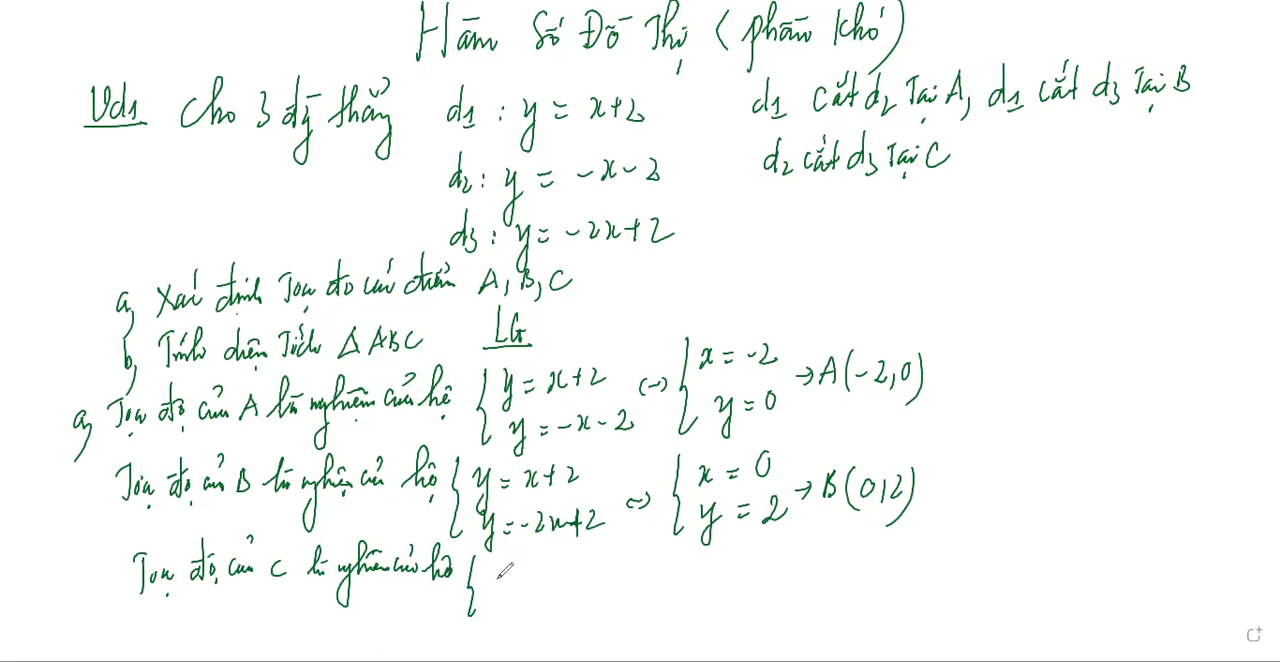 Hàm Số Đồ Thị (phần khó)
Vd1 Cho 3 đg thẳng d1 : y = x+2 d1 cắt d2 Tại A, d1 cắt d3 Tại B
d2 : y = -x-2 d2 cắt d3 Tại C
d3 : y = -2x+2
a, Xác định Tọa độ các điểm A, B, C
b, Tính diện Tích Δ ABC LG
a, Tọa độ của A là nghiệm của hệ { y = x+2 y = -x-2 <-> { x = -2 y = 0 → A(-2,0)
Tọa độ của B là nghiệm của hệ { y = x+2 y = -2x+2 <-> { x = 0 y = 2 → B(0,2)
Tọa độ của C là nghiệm của hệ {